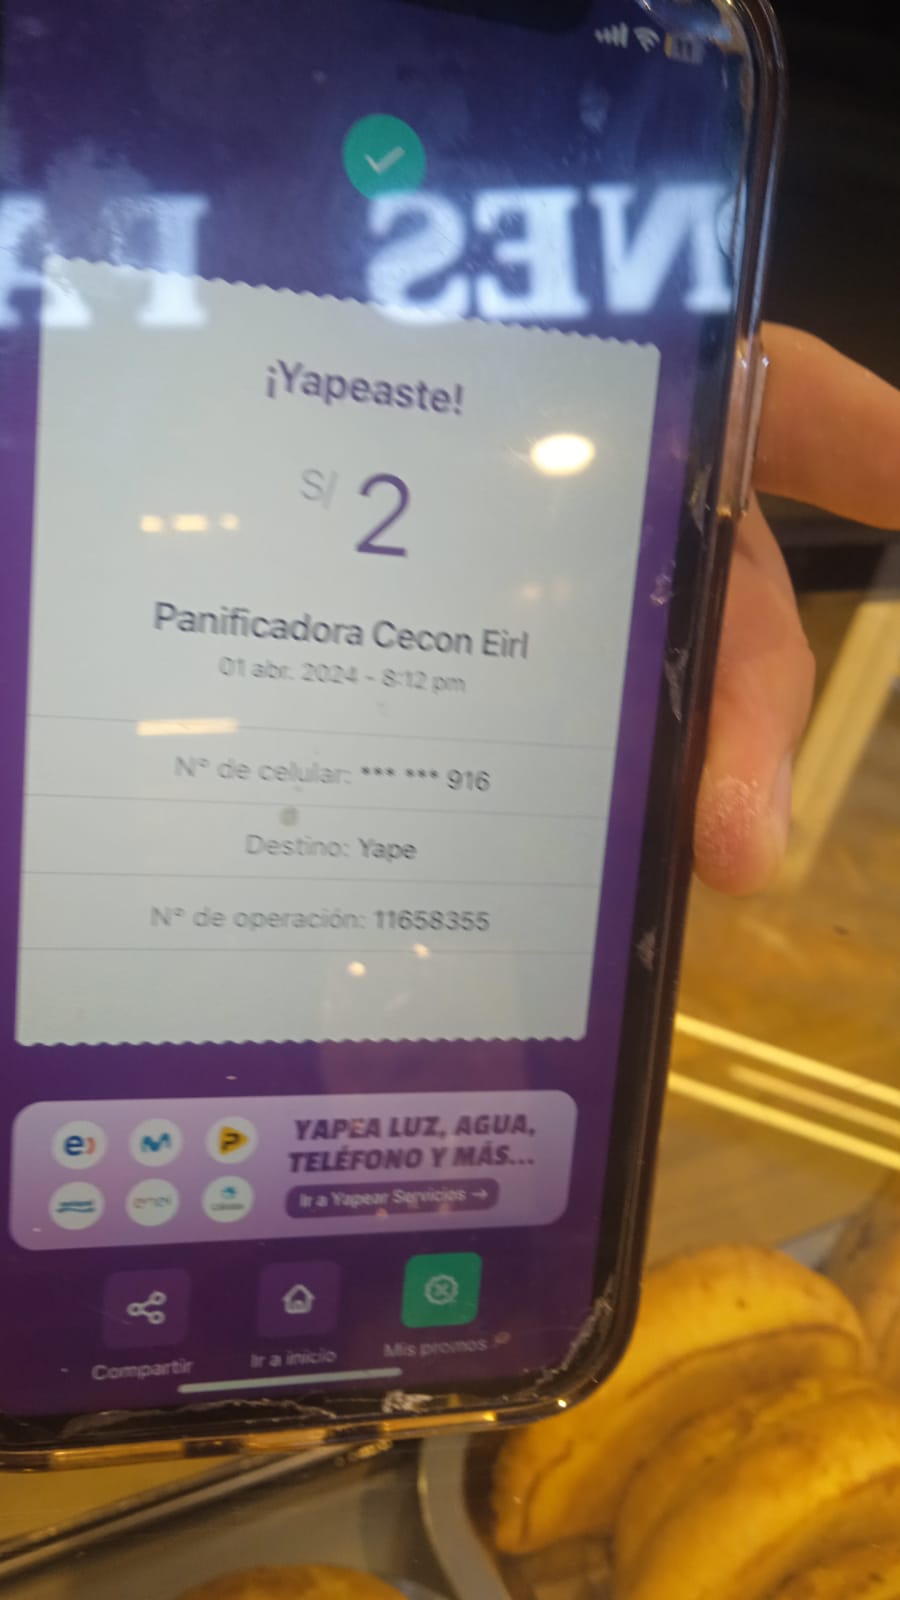 NES
¡Yapeaste!
S/ 2
Panificadora Cecon Eirl
01 abr. 2024 - 8:12 pm
N° de celular: *** *** 916
Destino: Yape
N° de operación: 11658355
YAPEA LUZ, AGUA,
TELÉFONO Y MÁS...
Ir a Yapear Servicios →
Compartir
Ir a inicio
Mis promos